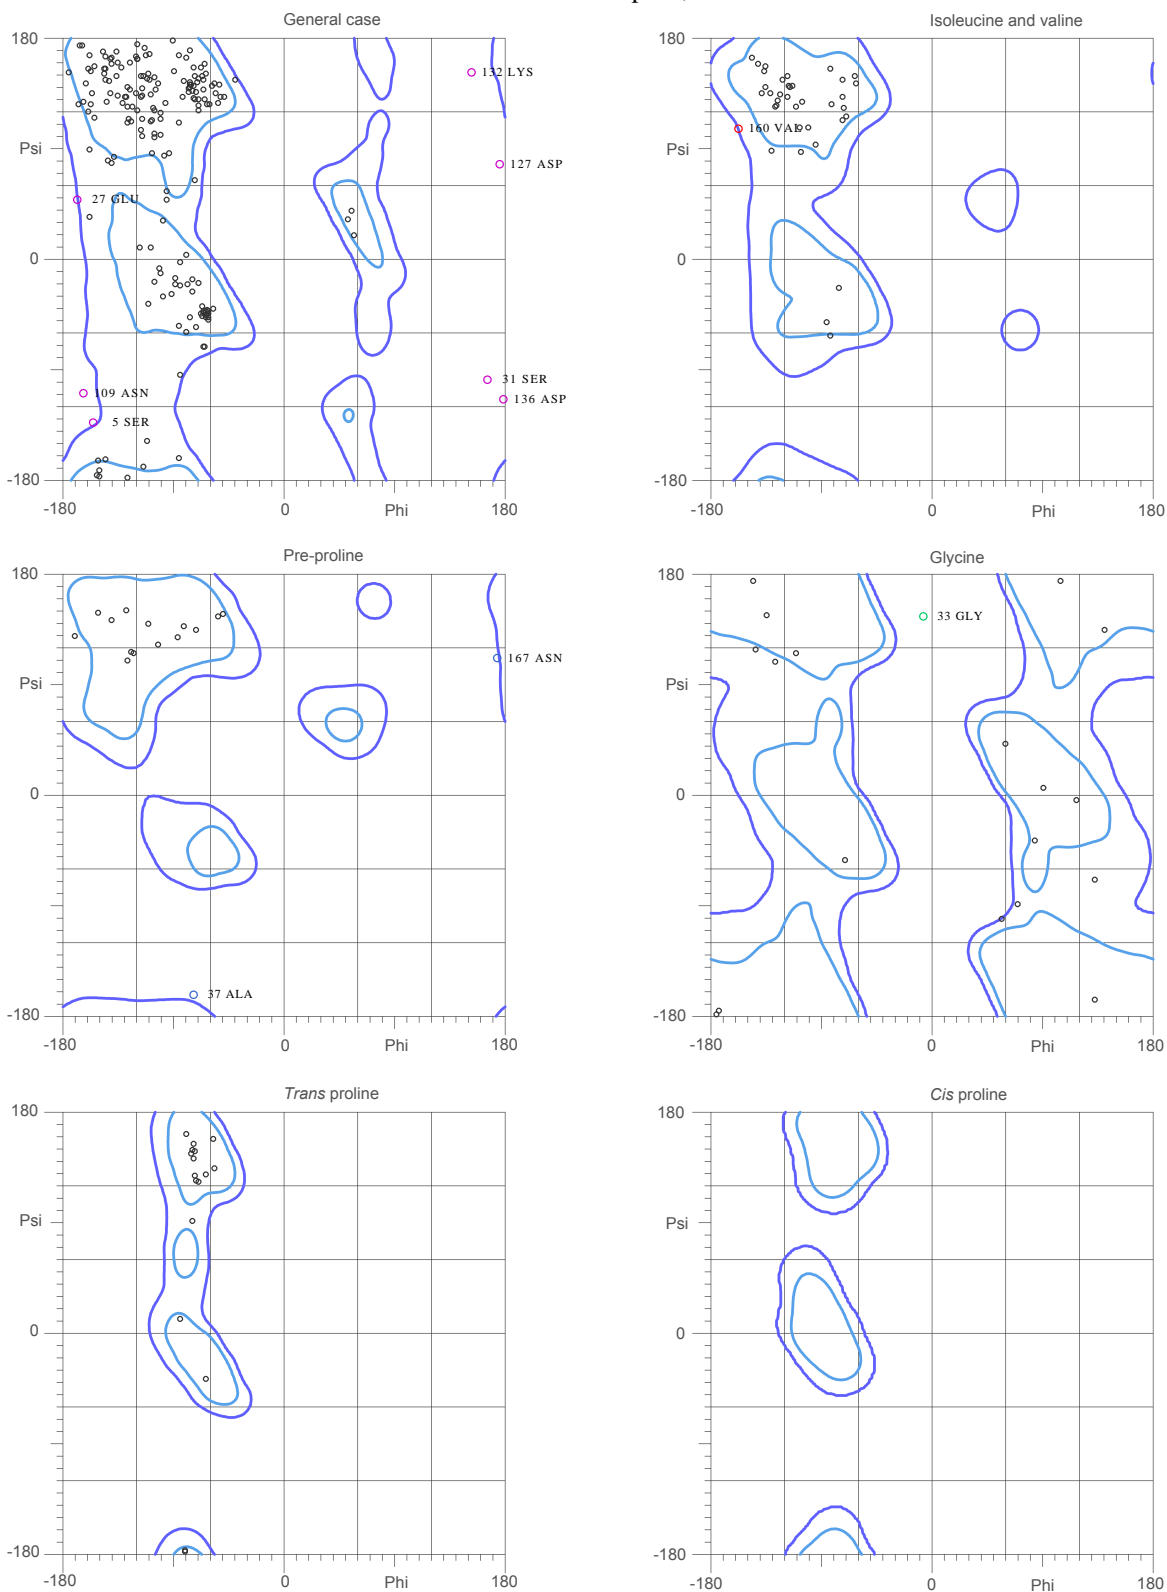 General case
180
132 LYS
Psi
127 ASP
27 GLU
0
31 SER
109 ASN
136 ASP
5 SER
-180
-180
0
Phi
180
Isoleucine and valine
180
160 VAL
Psi
0
-180
-180
0
Phi
180
Pre-proline
180
167 ASN
Psi
0
37 ALA
-180
-180
0
Phi
180
Glycine
180
33 GLY
Psi
0
-180
-180
0
Phi
180
Trans proline
180
Psi
0
-180
-180
0
Phi
180
Cis proline
180
Psi
0
-180
-180
0
Phi
180